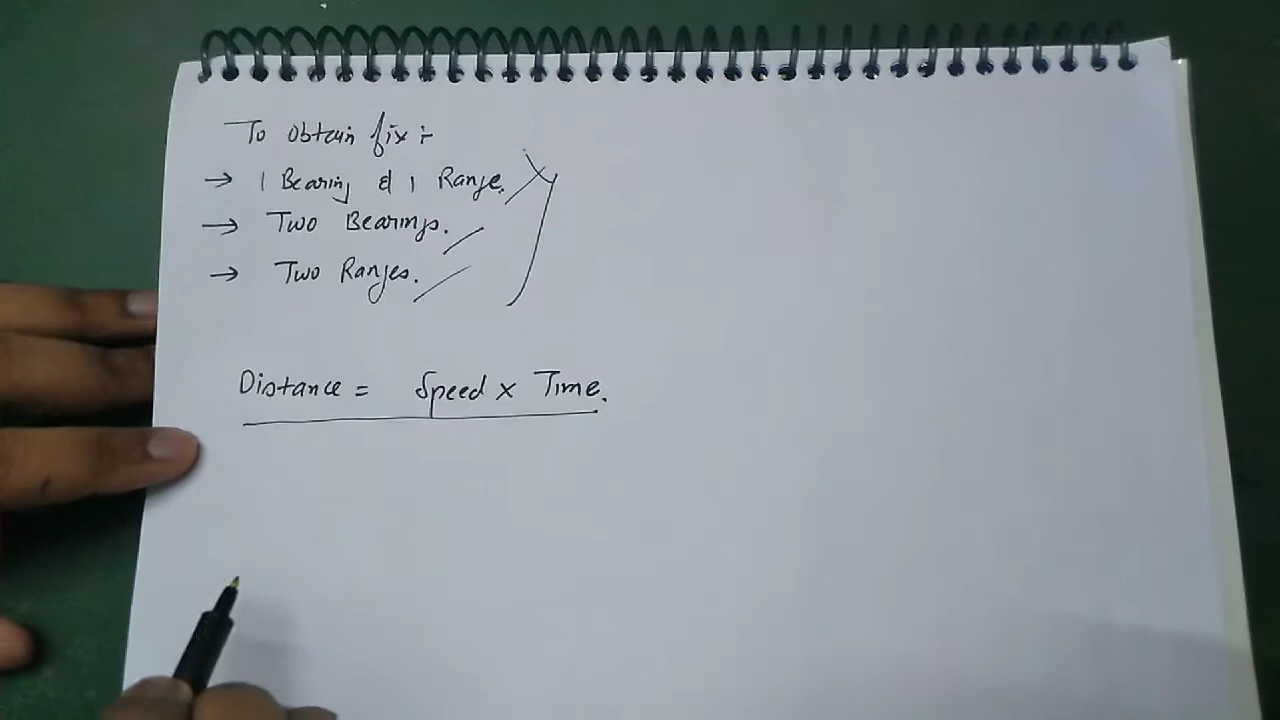 To obtain fix :-
→ 1 Bearing & 1 Range.
→ Two Bearings.
→ Two Ranges.
Distance = Speed x Time.